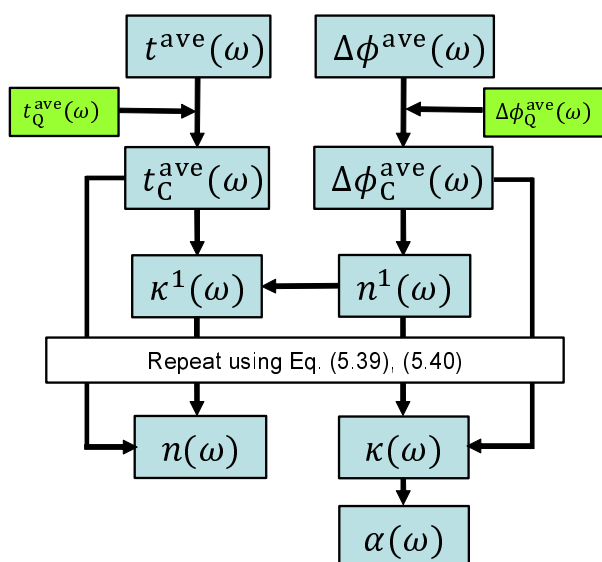 t^ave(ω) Δϕ^ave(ω)
t_Q^ave(ω) Δϕ_Q^ave(ω)
t_C^ave(ω) Δϕ_C^ave(ω)
κ^1(ω) n^1(ω)
Repeat using Eq. (5.39), (5.40)
n(ω) κ(ω)
α(ω)